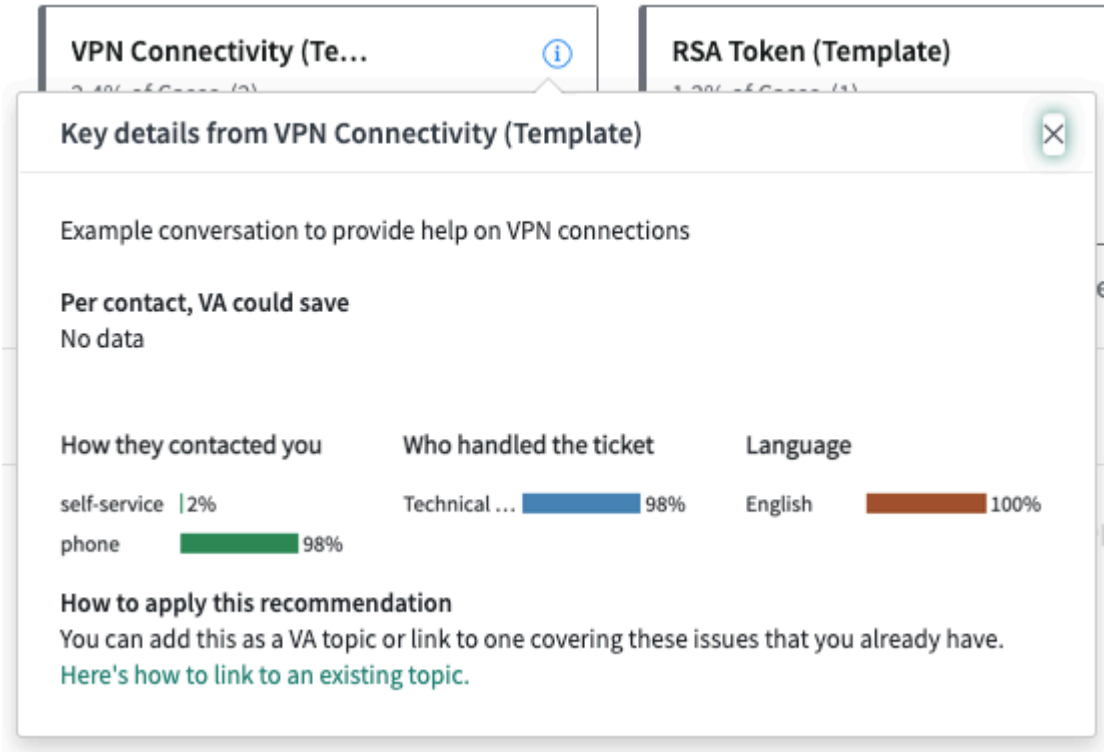 VPN Connectivity (Te...
RSA Token (Template)
Key details from VPN Connectivity (Template)
Example conversation to provide help on VPN connections
Per contact, VA could save
No data
How they contacted you
Who handled the ticket
Language
self-service 2%
Technical ... 98%
English 100%
phone 98%
How to apply this recommendation
You can add this as a VA topic or link to one covering these issues that you already have.
Here's how to link to an existing topic.